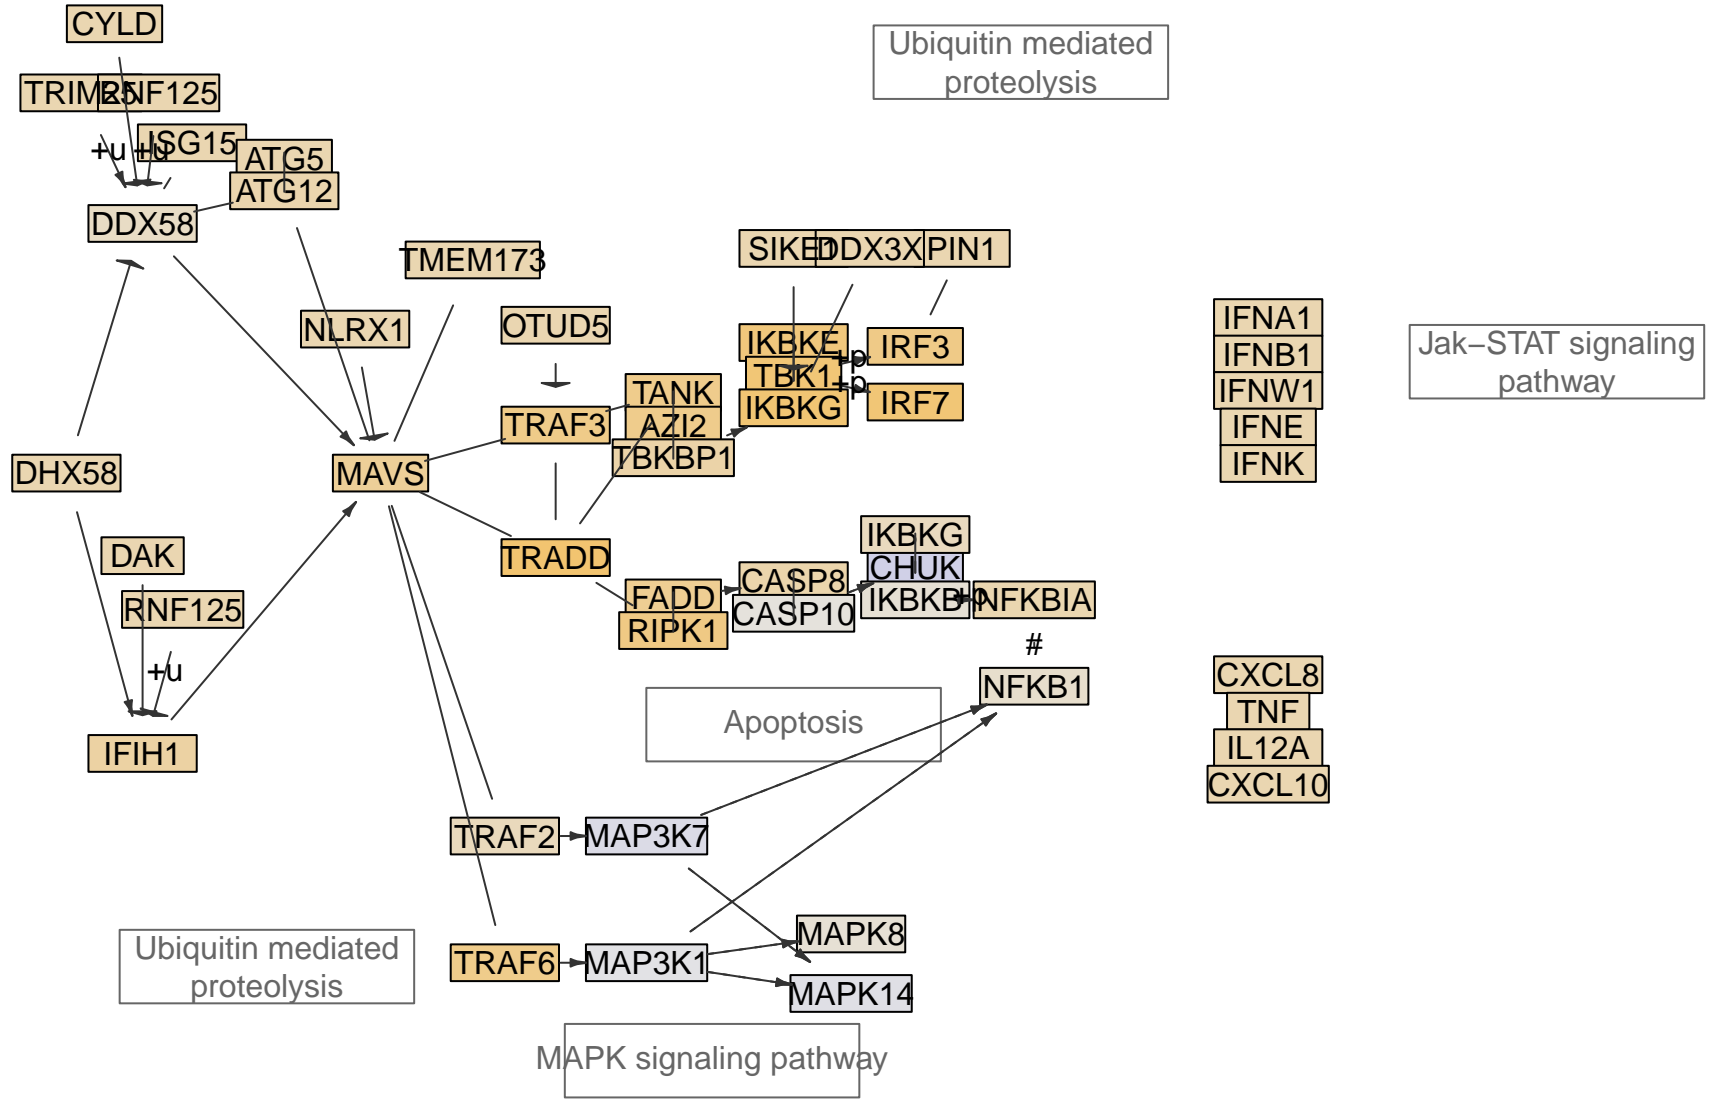 CYLD
Ubiquitin mediated
proteolysis
TRIM25
RNF125
+u
+u
ISG15
ATG5
ATG12
DDX58
TMEM173
SIKE1
DDX3X
PIN1
NLRX1
OTUD5
IKBKE
+p
IRF3
TBK1
+p
IKBKG
IRF7
IFNA1
IFNB1
IFNW1
IFNE
IFNK
Jak−STAT signaling
pathway
TANK
TRAF3
AZI2
TBKBP1
DHX58
MAVS
DAK
TRADD
IKBKG
CHUK
IKBKB
+p
NFKBIA
CASP8
CASP10
FADD
RIPK1
RNF125
+u
#
NFKB1
CXCL8
TNF
IL12A
CXCL10
Apoptosis
IFIH1
TRAF2
MAP3K7
MAPK8
Ubiquitin mediated
proteolysis
TRAF6
MAP3K1
MAPK14
MAPK signaling pathway